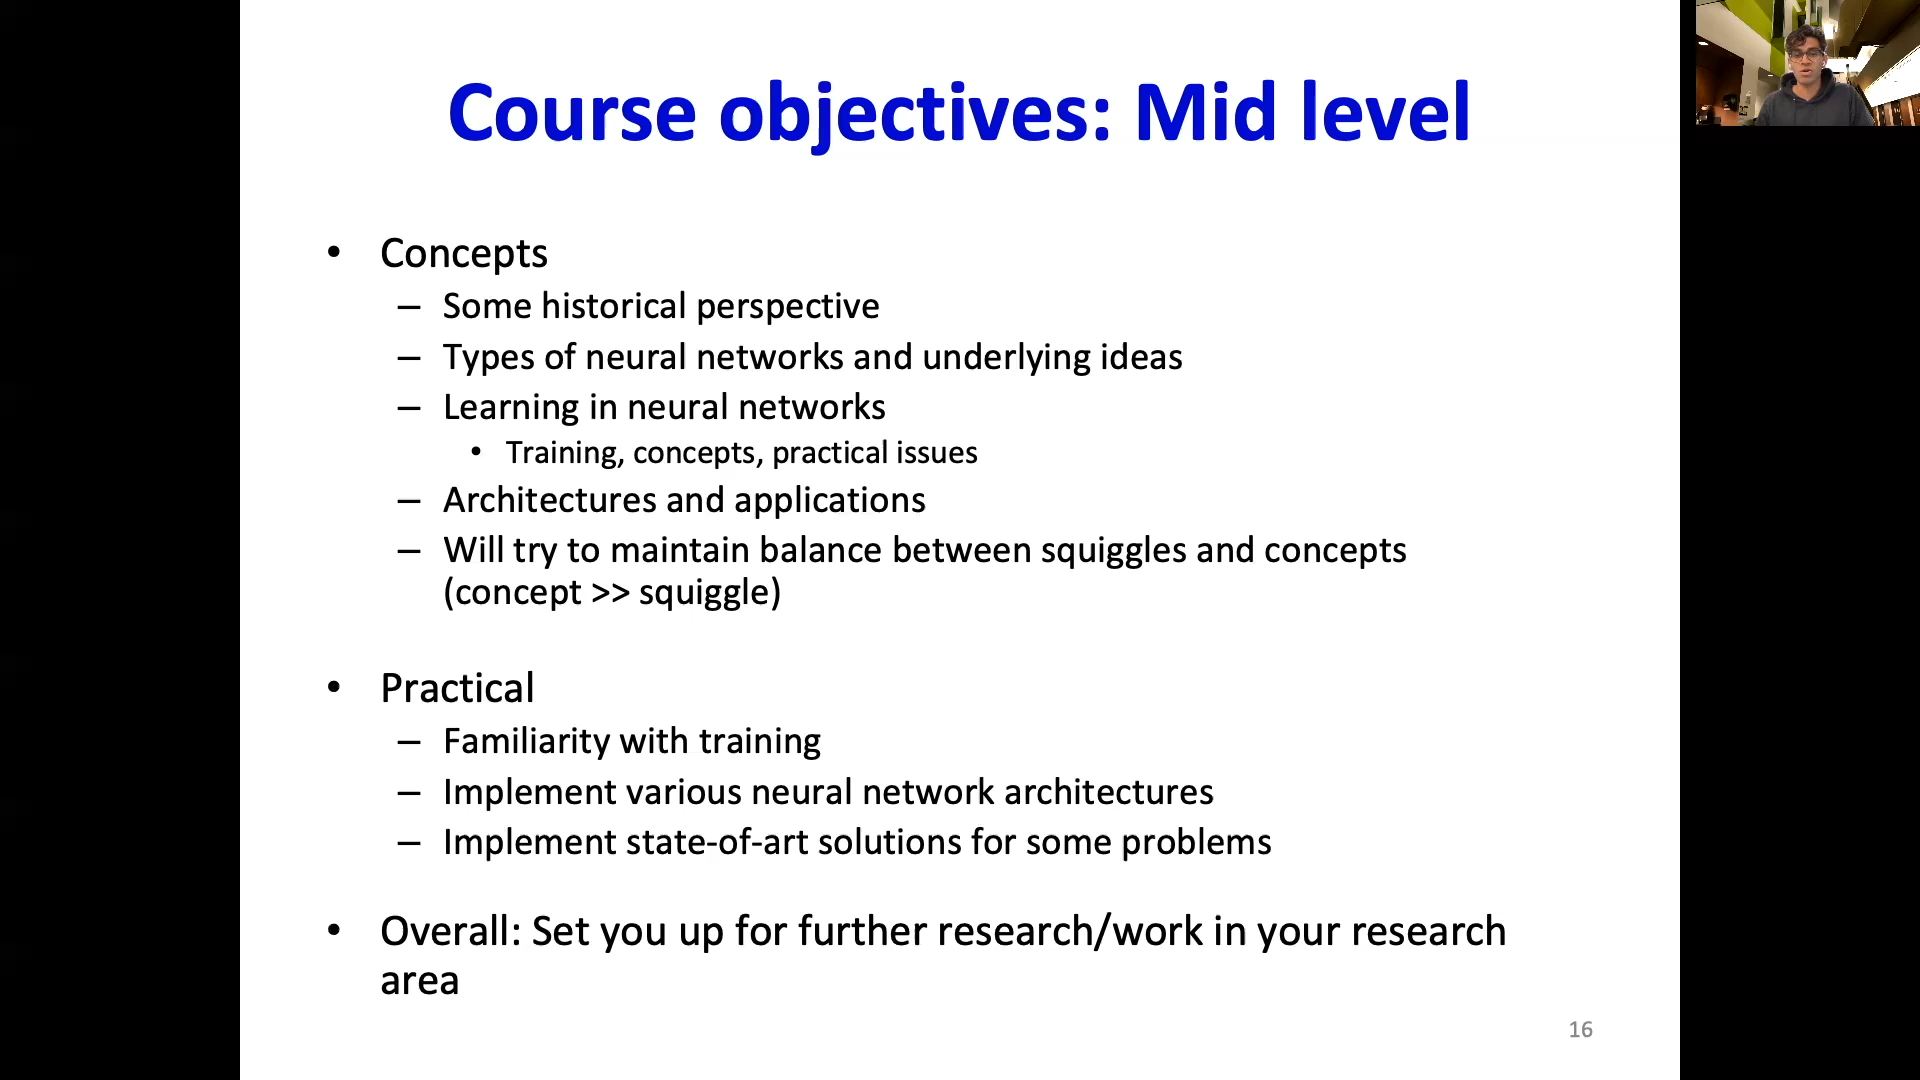 Course objectives: Mid level
• Concepts
– Some historical perspective
– Types of neural networks and underlying ideas
– Learning in neural networks
• Training, concepts, practical issues
– Architectures and applications
– Will try to maintain balance between squiggles and concepts
(concept >> squiggle)
• Practical
– Familiarity with training
– Implement various neural network architectures
– Implement state-of-art solutions for some problems
• Overall: Set you up for further research/work in your research
area
16